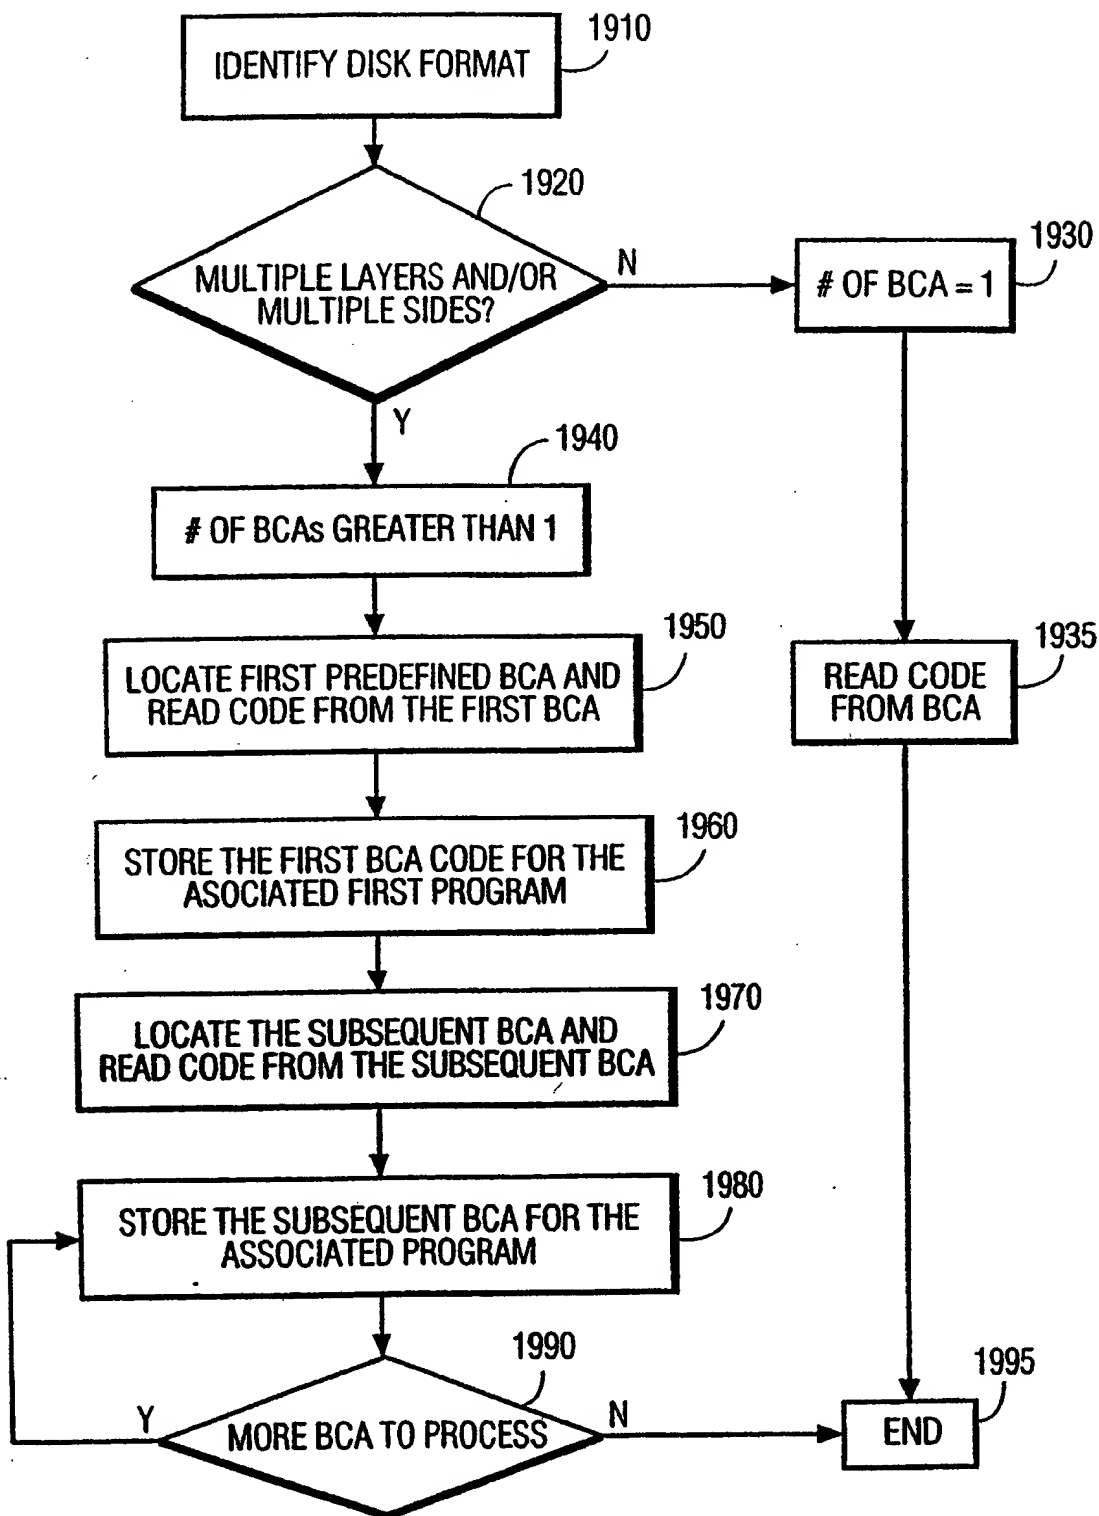 IDENTIFY DISK FORMAT
1910
1920
MULTIPLE LAYERS AND/OR
MULTIPLE SIDES?
N
Y
# OF BCA = 1
1930
1940
# OF BCAs GREATER THAN 1
1950
LOCATE FIRST PREDEFINED BCA AND
READ CODE FROM THE FIRST BCA
1935
READ CODE
FROM BCA
1960
STORE THE FIRST BCA CODE FOR THE
ASOCIATED FIRST PROGRAM
1970
LOCATE THE SUBSEQUENT BCA AND
READ CODE FROM THE SUBSEQUENT BCA
1980
STORE THE SUBSEQUENT BCA FOR THE
ASSOCIATED PROGRAM
1990
MORE BCA TO PROCESS
Y
N
1995
END